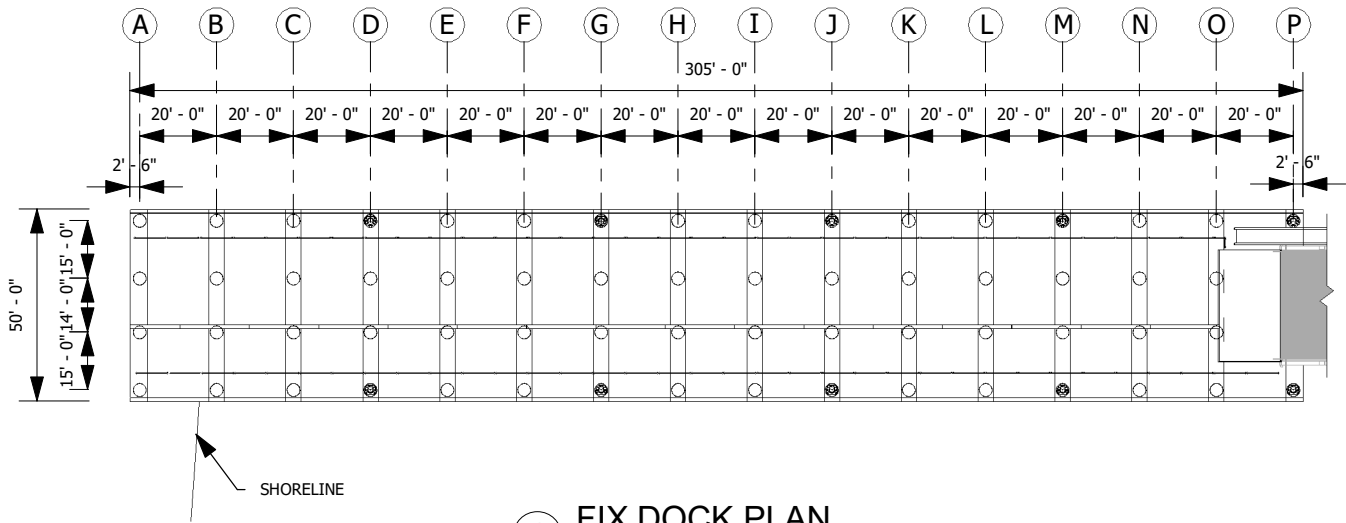 A B C D E F G H I J K L M N O P
305' - 0"
20' - 0" 20' - 0" 20' - 0" 20' - 0" 20' - 0" 20' - 0" 20' - 0" 20' - 0" 20' - 0" 20' - 0" 20' - 0" 20' - 0" 20' - 0" 20' - 0" 20' - 0"
2' - 6" 2' - 6"
50' - 0"
15' - 0"
14' - 0"
15' - 0"
SHORELINE
FIX DOCK PLAN